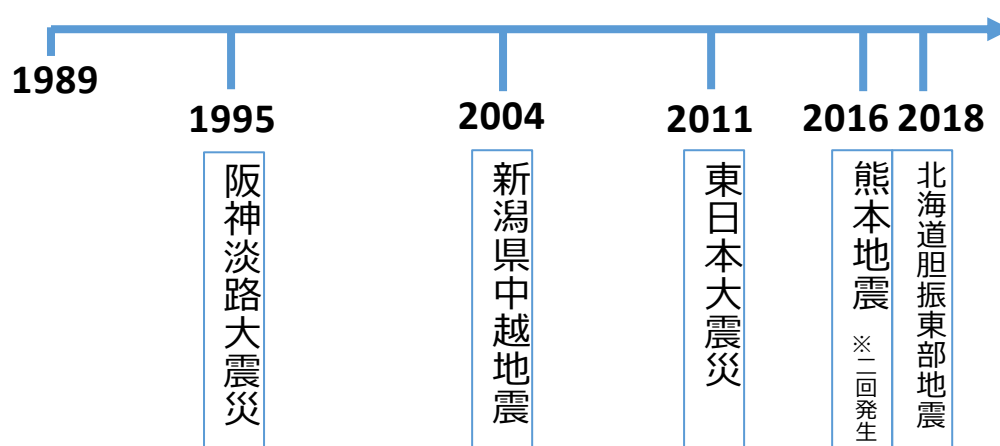 1989
1995
2004
2011
2016
2018
阪神淡路大震災
新潟県中越地震
東日本大震災
熊本地震 ※二回発生
北海道胆振東部地震